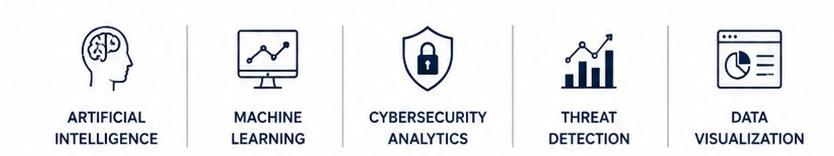 ARTIFICIAL
INTELLIGENCE
MACHINE
LEARNING
CYBERSECURITY
ANALYTICS
THREAT
DETECTION
DATA
VISUALIZATION